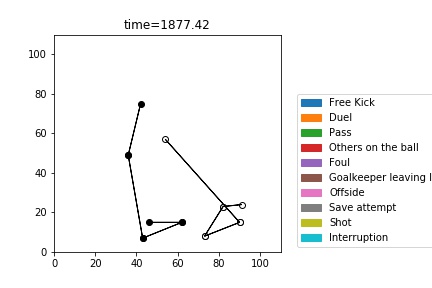 time=1877.42
100
80
60
40
20
0
0 20 40 60 80 100
Free Kick
Duel
Pass
Others on the ball
Foul
Goalkeeper leaving l
Offside
Save attempt
Shot
Interruption